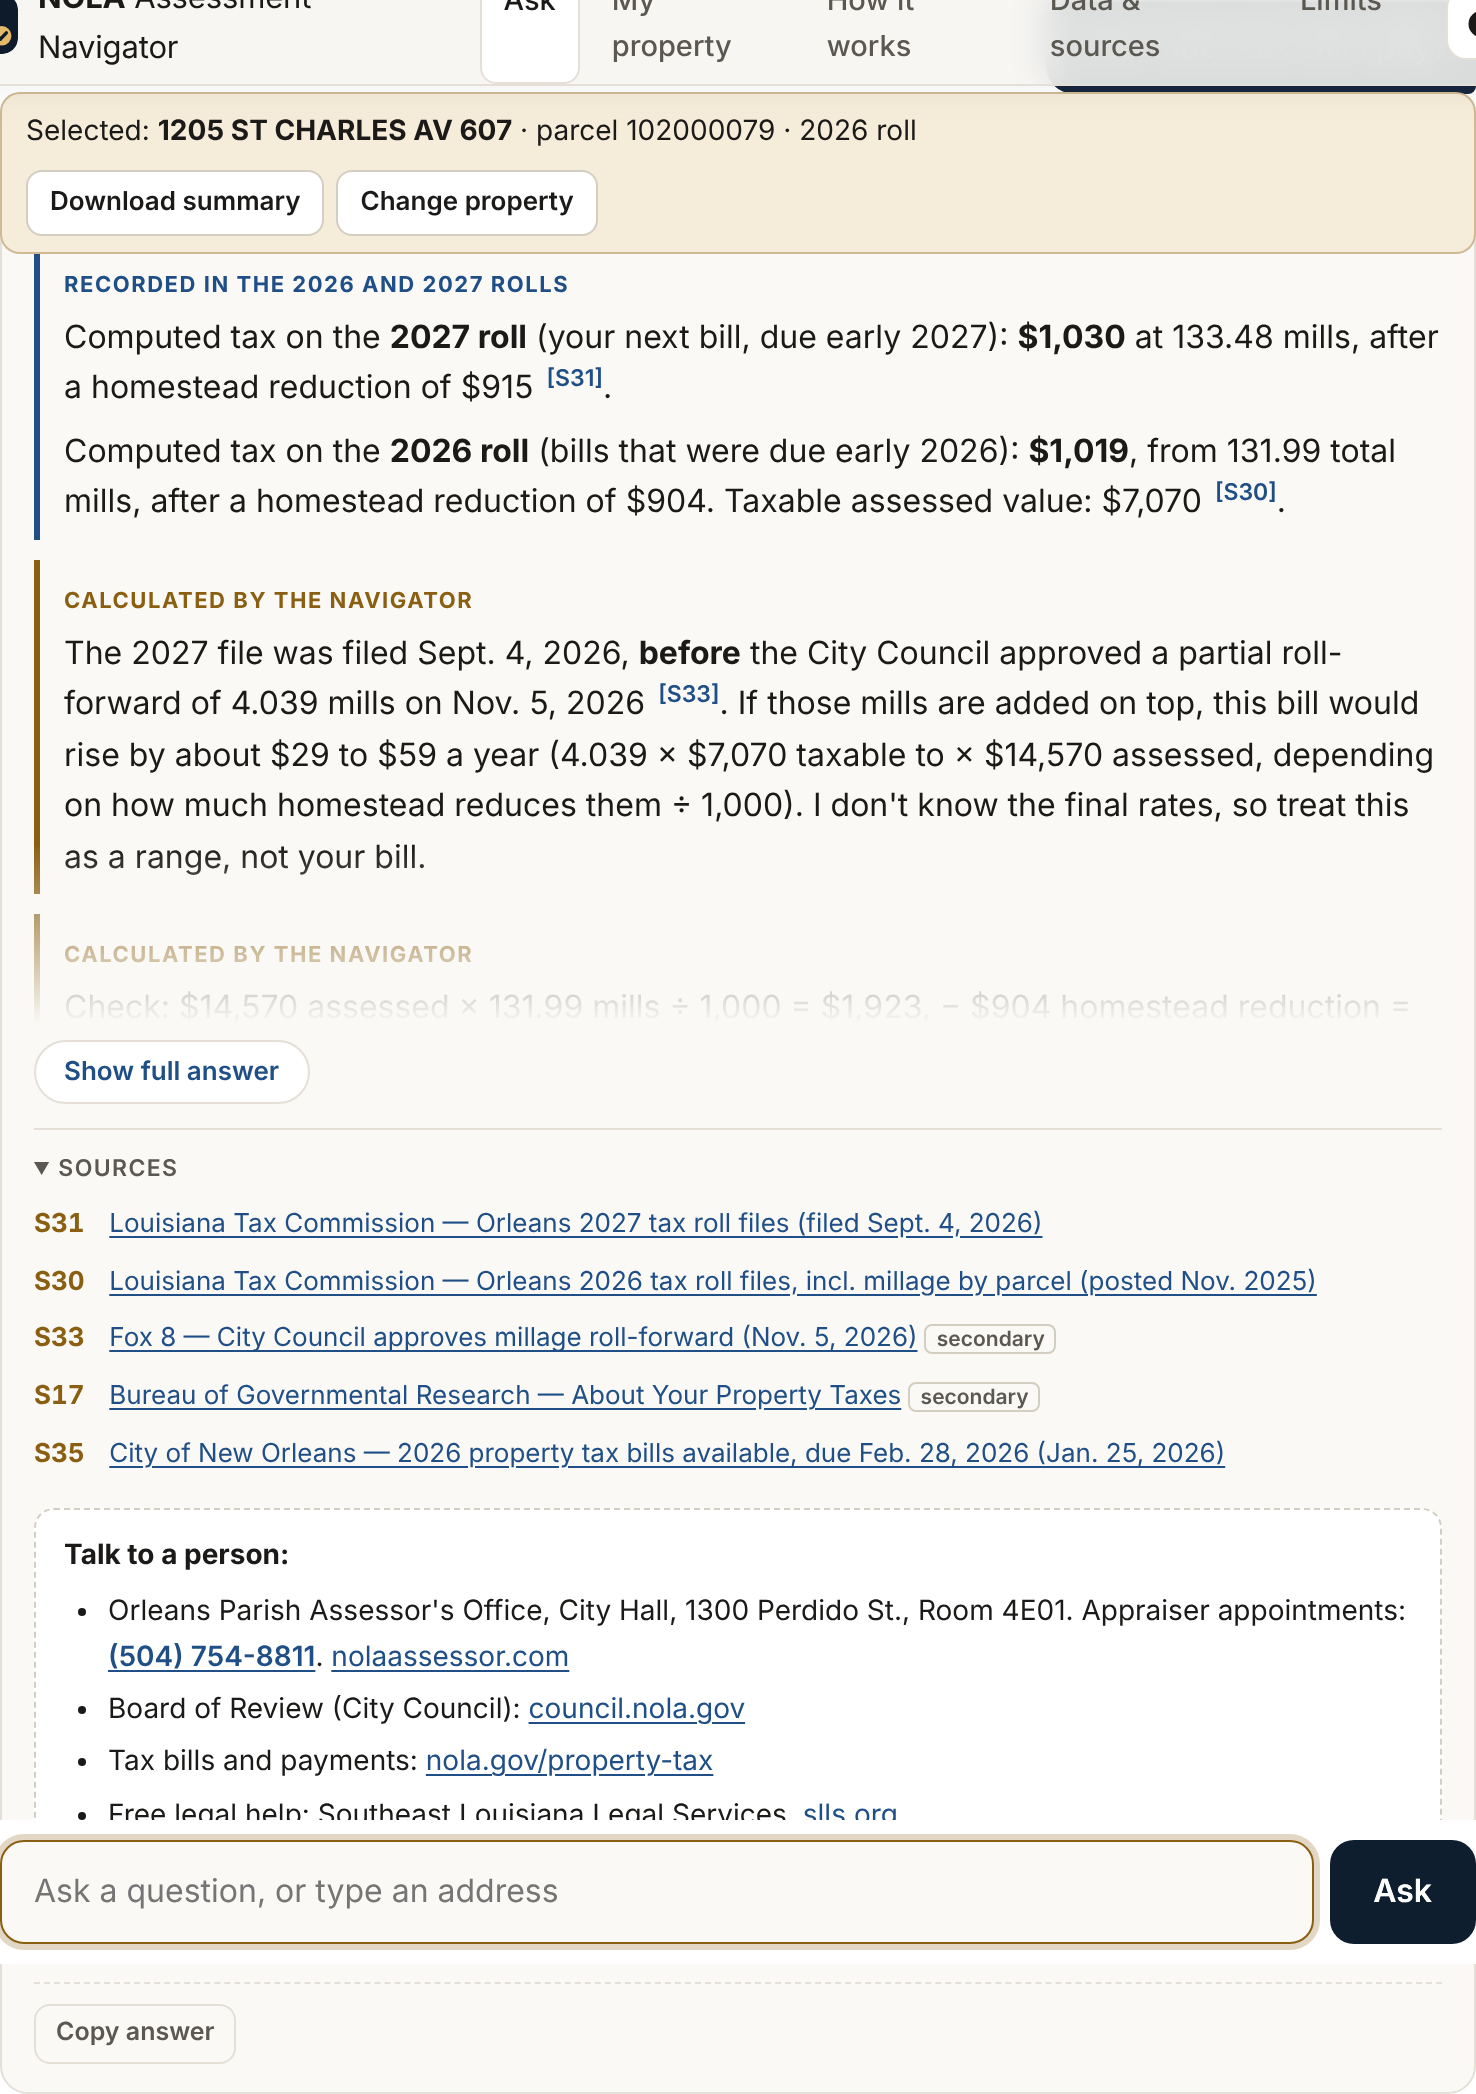 NOLA Assessment
Navigator
Ask
My
property
How it
works
Data &
sources
Limits
Selected: 1205 ST CHARLES AV 607 · parcel 102000079 · 2026 roll
Download summary
Change property
RECORDED IN THE 2026 AND 2027 ROLLS
Computed tax on the 2027 roll (your next bill, due early 2027): $1,030 at 133.48 mills, after
a homestead reduction of $915 [S31].
Computed tax on the 2026 roll (bills that were due early 2026): $1,019, from 131.99 total
mills, after a homestead reduction of $904. Taxable assessed value: $7,070 [S30].
CALCULATED BY THE NAVIGATOR
The 2027 file was filed Sept. 4, 2026, before the City Council approved a partial roll-
forward of 4.039 mills on Nov. 5, 2026 [S33]. If those mills are added on top, this bill would
rise by about $29 to $59 a year (4.039 × $7,070 taxable to × $14,570 assessed, depending
on how much homestead reduces them ÷ 1,000). I don't know the final rates, so treat this
as a range, not your bill.
CALCULATED BY THE NAVIGATOR
Check: $14,570 assessed × 131.99 mills ÷ 1,000 = $1,923, − $904 homestead reduction =
Show full answer
▼ SOURCES
S31 Louisiana Tax Commission — Orleans 2027 tax roll files (filed Sept. 4, 2026)
S30 Louisiana Tax Commission — Orleans 2026 tax roll files, incl. millage by parcel (posted Nov. 2025)
S33 Fox 8 — City Council approves millage roll-forward (Nov. 5, 2026) secondary
S17 Bureau of Governmental Research — About Your Property Taxes secondary
S35 City of New Orleans — 2026 property tax bills available, due Feb. 28, 2026 (Jan. 25, 2026)
Talk to a person:
• Orleans Parish Assessor's Office, City Hall, 1300 Perdido St., Room 4E01. Appraiser appointments:
(504) 754-8811. nolaassessor.com
• Board of Review (City Council): council.nola.gov
• Tax bills and payments: nola.gov/property-tax
• Free legal help: Southeast Louisiana Legal Services, slls.org
Ask a question, or type an address
Ask
Copy answer